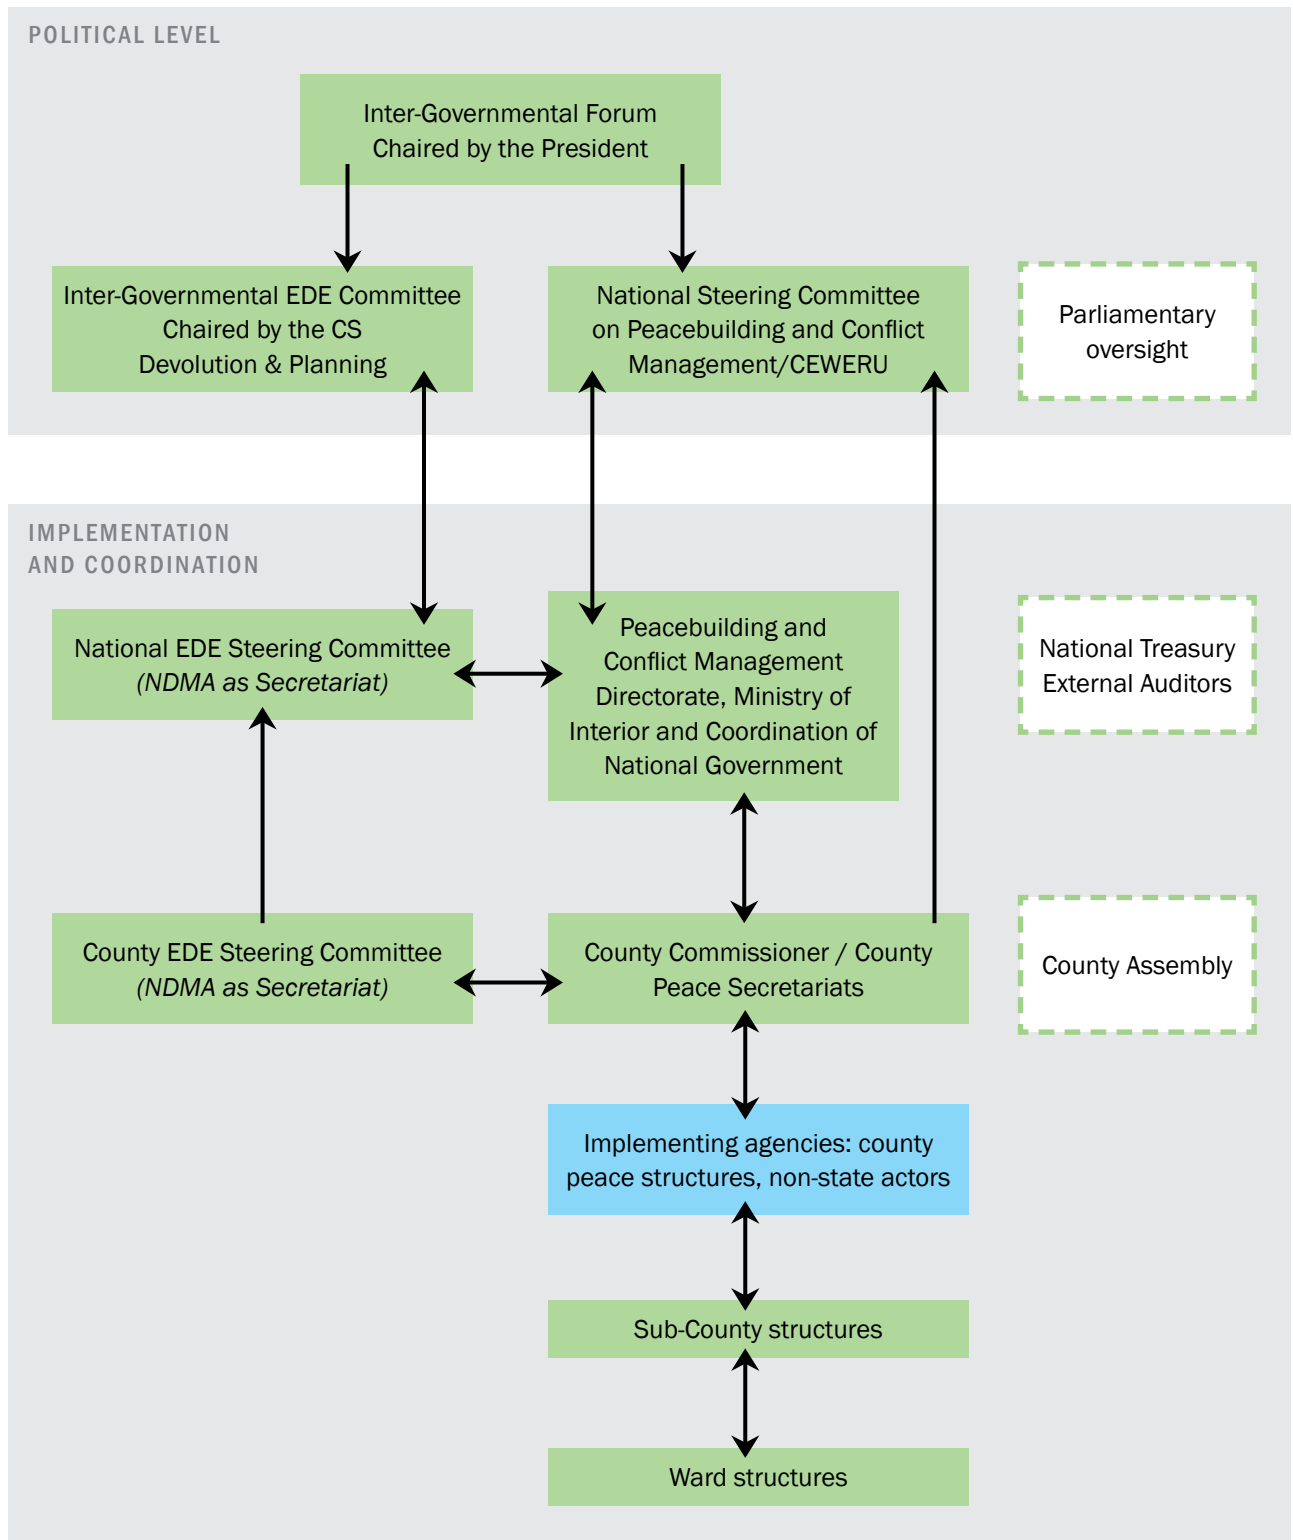 POLITICAL LEVEL
Inter-Governmental Forum
Chaired by the President
Inter-Governmental EDE Committee
Chaired by the CS
Devolution & Planning
National Steering Committee
on Peacebuilding and Conflict
Management/CEWERU
Parliamentary
oversight
IMPLEMENTATION
AND COORDINATION
National EDE Steering Committee
(NDMA as Secretariat)
Peacebuilding and
Conflict Management
Directorate, Ministry of
Interior and Coordination of
National Government
National Treasury
External Auditors
County EDE Steering Committee
(NDMA as Secretariat)
County Commissioner / County
Peace Secretariats
County Assembly
Implementing agencies: county
peace structures, non-state actors
Sub-County structures
Ward structures